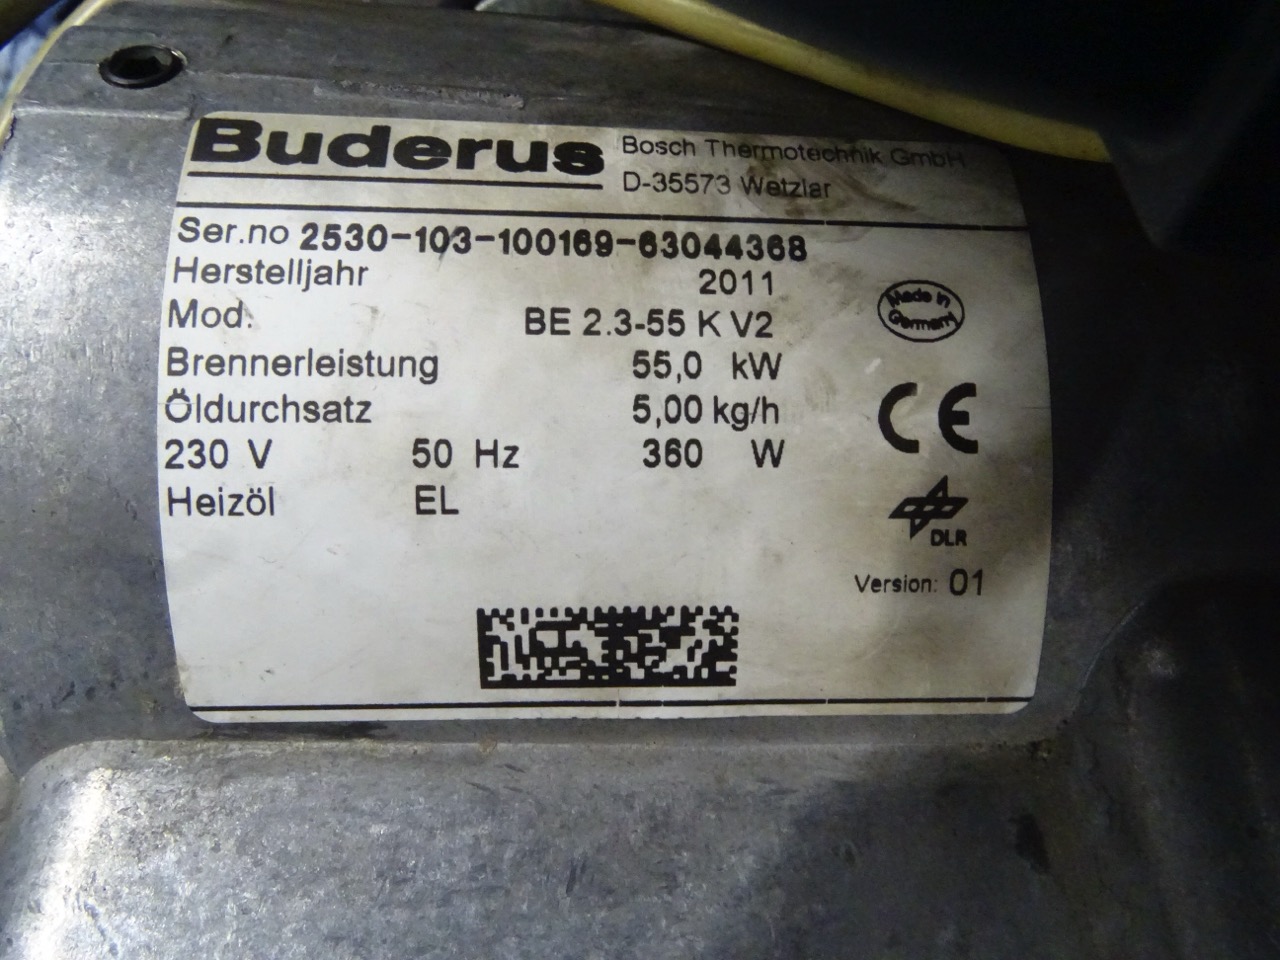 Buderus
Bosch Thermotechnik GmbH
D-35573 Wetzlar
Ser.no 2530-103-100169-63044368
Herstelljahr 2011
Mod. BE 2.3-55 K V2
Brennerleistung 55,0 kW
Öldurchsatz 5,00 kg/h
230 V 50 Hz 360 W
Heizöl EL
Made in
Germany
CE
DLR
Version: 01